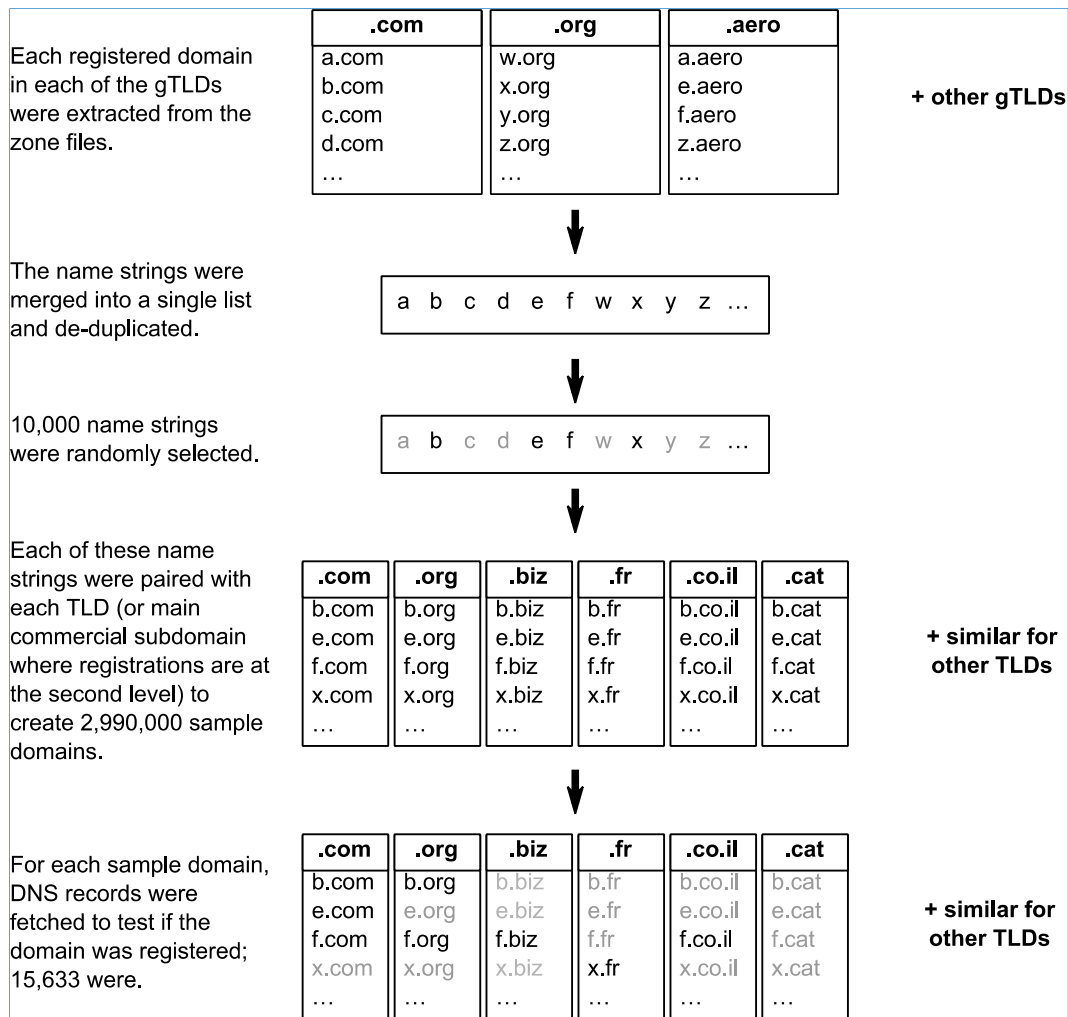 Each registered domain
in each of the gTLDs
were extracted from the
zone files.
.com .org .aero
a.com w.org a.aero
b.com x.org e.aero
c.com y.org f.aero
d.com z.org z.aero
… … …
+ other gTLDs
The name strings were
merged into a single list
and de-duplicated.
a b c d e f w x y z …
10,000 name strings
were randomly selected.
a b c d e f w x y z …
Each of these name
strings were paired with
each TLD (or main
commercial subdomain
where registrations are at
the second level) to
create 2,990,000 sample
domains.
.com .org .biz .fr .co.il .cat
b.com b.org b.biz b.fr b.co.il b.cat
e.com e.org e.biz e.fr e.co.il e.cat
f.com f.org f.biz f.fr f.co.il f.cat
x.com x.org x.biz x.fr x.co.il x.cat
… … … … … …
+ similar for
other TLDs
For each sample domain,
DNS records were
fetched to test if the
domain was registered;
15,633 were.
.com .org .biz .fr .co.il .cat
b.com b.org b.biz b.fr b.co.il b.cat
e.com e.org e.biz e.fr e.co.il e.cat
f.com f.org f.biz f.fr f.co.il f.cat
x.com x.org x.biz x.fr x.co.il x.cat
… … … … … …
+ similar for
other TLDs